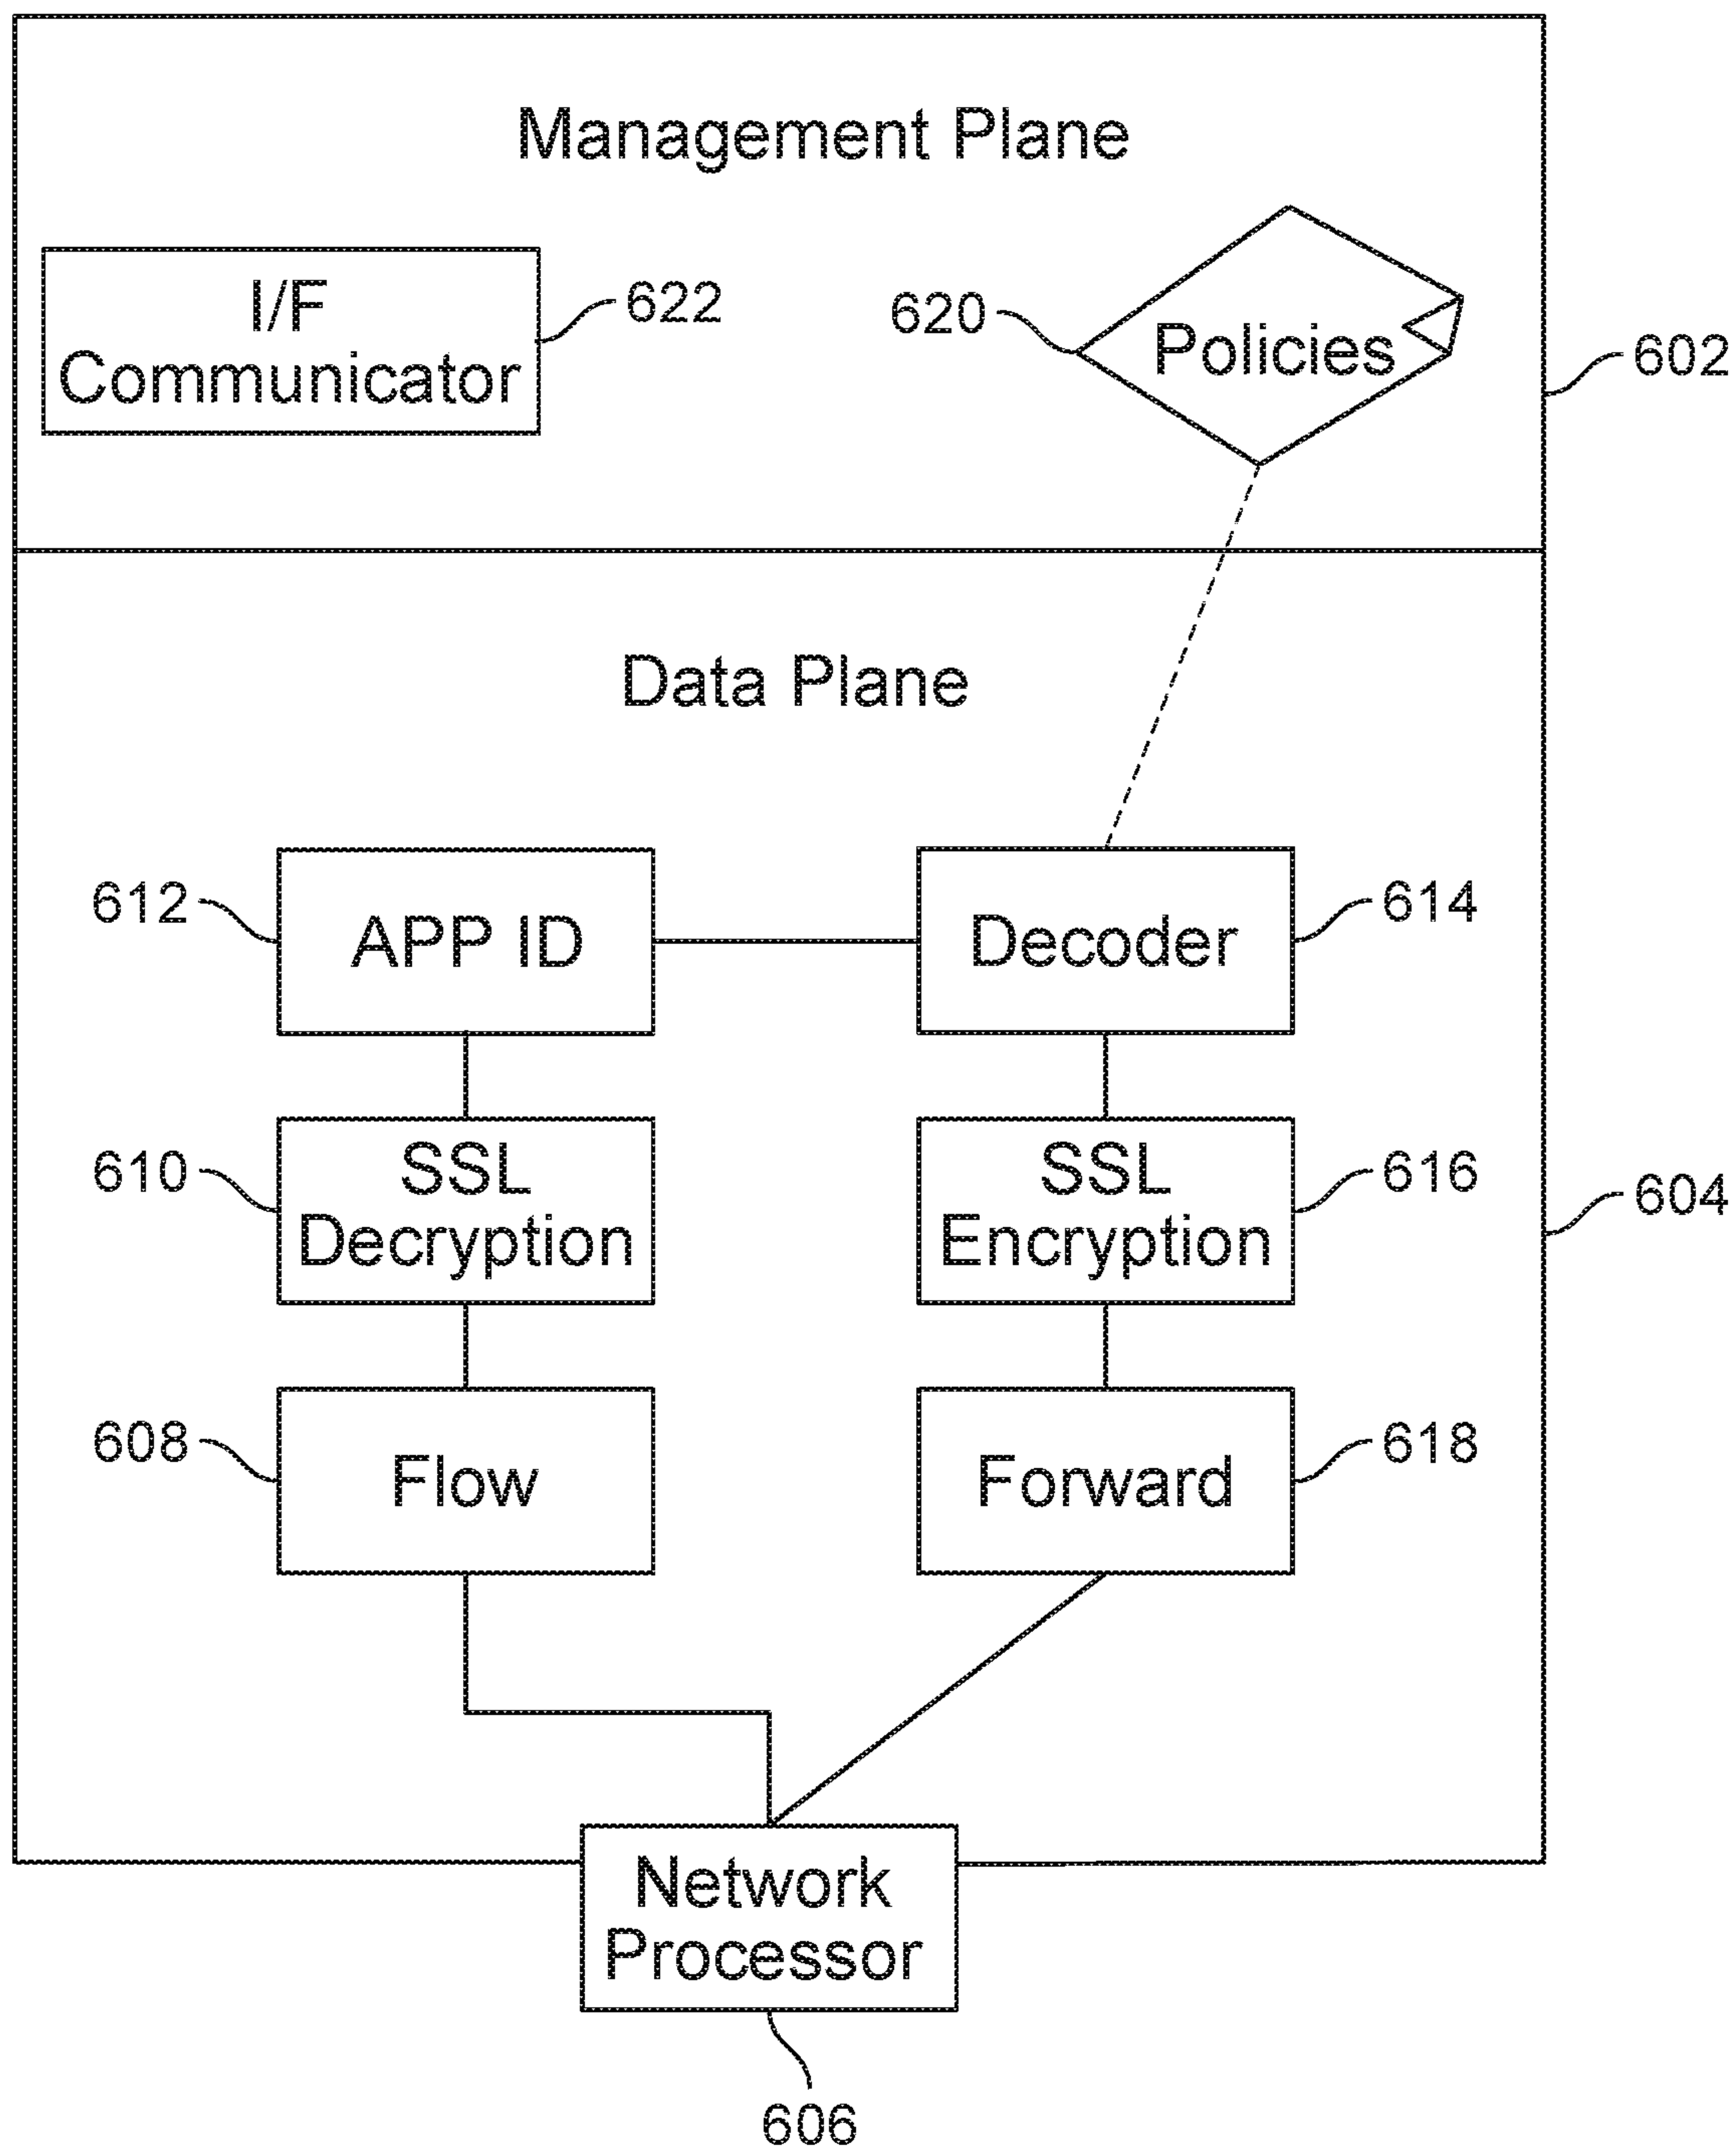 Management Plane
I/F
Communicator
622
620
Policies
602
Data Plane
612
APP ID
Decoder
614
610
SSL
Decryption
SSL
Encryption
616
604
608
Flow
Forward
618
Network
Processor
606